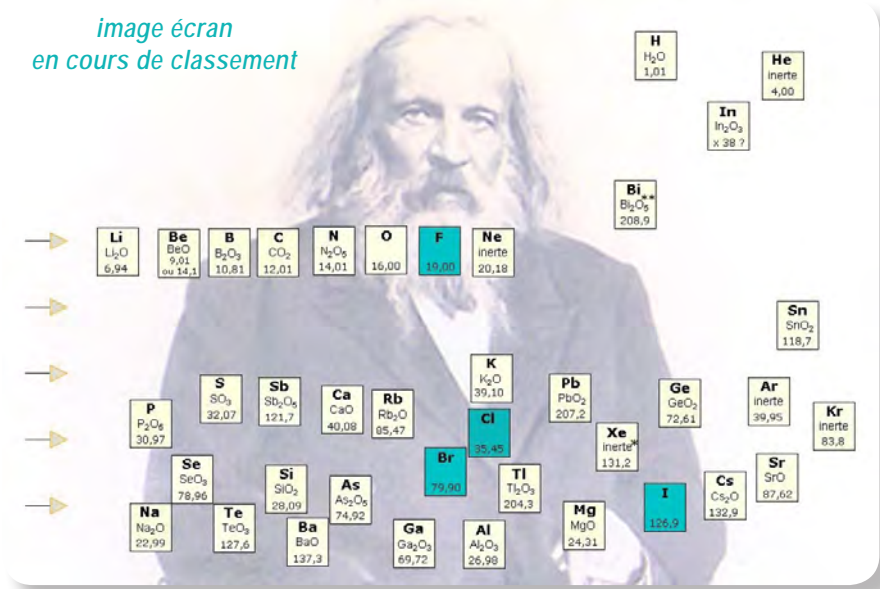 image écran
en cours de classement
H
H₂O
1,01
He
inerte
4,00
In
In₂O₃
x 38 ?
Bi
Bi₂O₅**
208,9
Li
Li₂O
6,94
Be
BeO
9,01
ou 14,1
B
B₂O₃
10,81
C
CO₂
12,01
N
N₂O₅
14,01
O
16,00
F
19,00
Ne
inerte
20,18
Sn
SnO₂
118,7
K
K₂O
39,10
S
SO₃
32,07
Sb
Sb₂O₅
121,7
Ca
CaO
40,08
Rb
Rb₂O
85,47
Pb
PbO₂
207,2
Ge
GeO₂
72,61
Ar
inerte
39,95
P
P₂O₅
30,97
Cl
35,45
Kr
inerte
83,8
Xe
inerte*
131,2
Br
79,90
Se
SeO₃
78,96
Si
SiO₂
28,09
As
As₂O₅
74,92
Tl
Tl₂O₃
204,3
I
126,9
Cs
Cs₂O
132,9
Sr
SrO
87,62
Na
Na₂O
22,99
Te
TeO₃
127,6
Ba
BaO
137,3
Ga
Ga₂O₃
69,72
Al
Al₂O₃
26,98
Mg
MgO
24,31